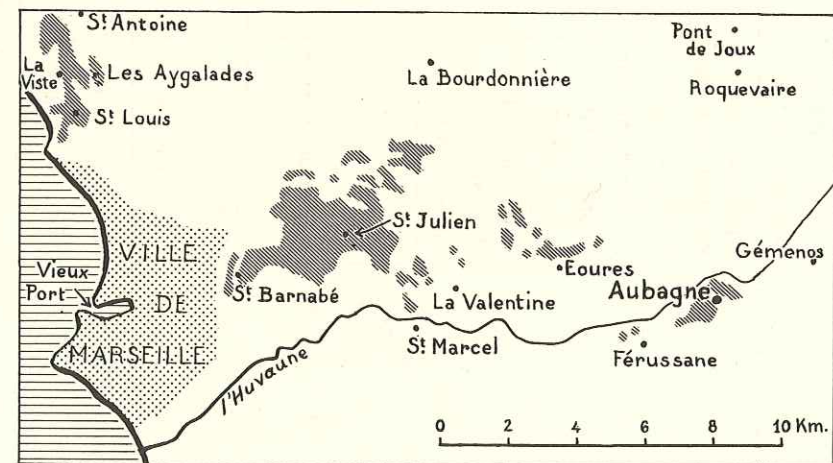 St Antoine
La
Viste
Les Aygalades
St Louis
La Bourdonnière
Pont
de Joux
Roquevaire
St Julien
Gémenos
VILLE
DE
MARSEILLE
Vieux
Port
St Barnabé
Eoures
La Valentine
Aubagne
St Marcel
Férussane
l'Huvaune
0 2 4 6 8 10 Km.